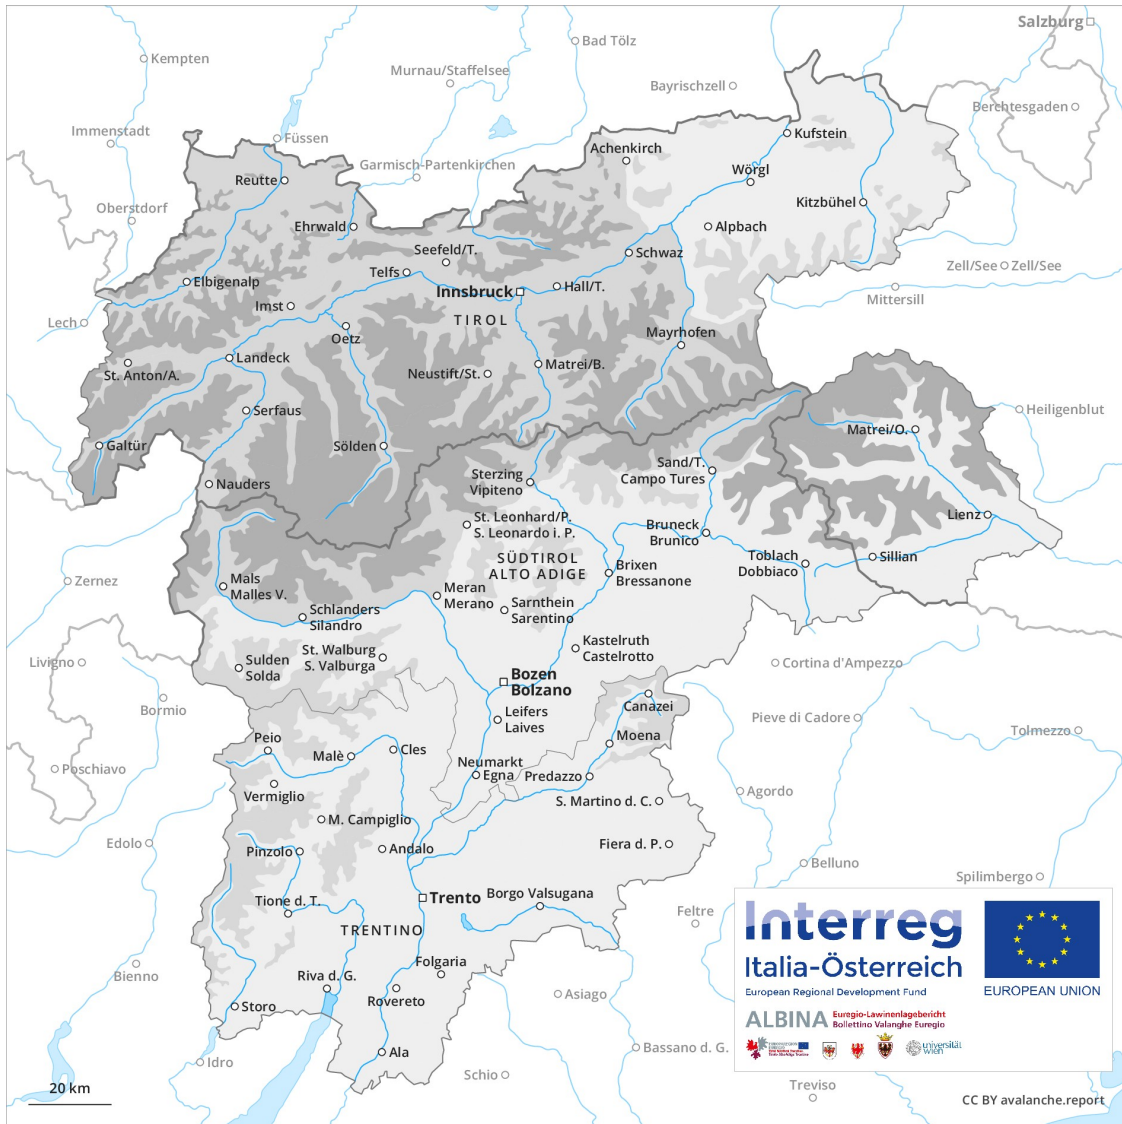 Salzburg
Bad Tölz
Kempten
Murnau/Staffelsee
Bayrischzell
Berchtesgaden
Immenstadt
Füssen
Kufstein
Achenkirch
Garmisch-Partenkirchen
Wörgl
Reutte
Oberstdorf
Kitzbühel
Ehrwald
Alpbach
Seefeld/T.
Schwaz
Telfs
Zell/See
Zell/See
Elbigenalp
Hall/T.
Innsbruck
Mittersill
Imst
TIROL
Lech
Oetz
Mayrhofen
Landeck
Matrei/B.
St. Anton/A.
Neustift/St.
Serfaus
Heiligenblut
Matrei/O.
Galtür
Sölden
Sand/T.
Campo Tures
Sterzing
Vipiteno
Nauders
Lienz
St. Leonhard/P.
S. Leonardo i. P.
Bruneck
Brunico
SÜDTIROL
ALTO ADIGE
Toblach
Dobbiaco
Sillian
Brixen
Bressanone
Zernez
Mals
Malles V.
Meran
Merano
Sarnthein
Sarentino
Schlanders
Silandro
Kastelruth
Castelrotto
St. Walburg
S. Valburga
Livigno
Sulden
Solda
Cortina d'Ampezzo
Bozen
Bolzano
Bormio
Canazei
Leifers
Laives
Pieve di Cadore
Tolmezzo
Peio
Moena
Malè
Cles
Neumarkt
Egna
Predazzo
Poschiavo
Vermiglio
Agordo
S. Martino d. C.
M. Campiglio
Edolo
Pinzolo
Andalo
Fiera d. P.
Belluno
Spilimbergo
Tione d. T.
Trento
Borgo Valsugana
Feltre
TRENTINO
Interreg
Italia-Österreich
European Regional Development Fund
EUROPEAN UNION
Folgaria
Bienno
Riva d. G.
Rovereto
Asiago
Storo
ALBINA
Euregio-Lawinenlagebericht
Bollettino Valanghe Euregio
universität
wien
Ala
Bassano d. G.
Idro
Schio
Treviso
20 km
CC BY avalanche.report